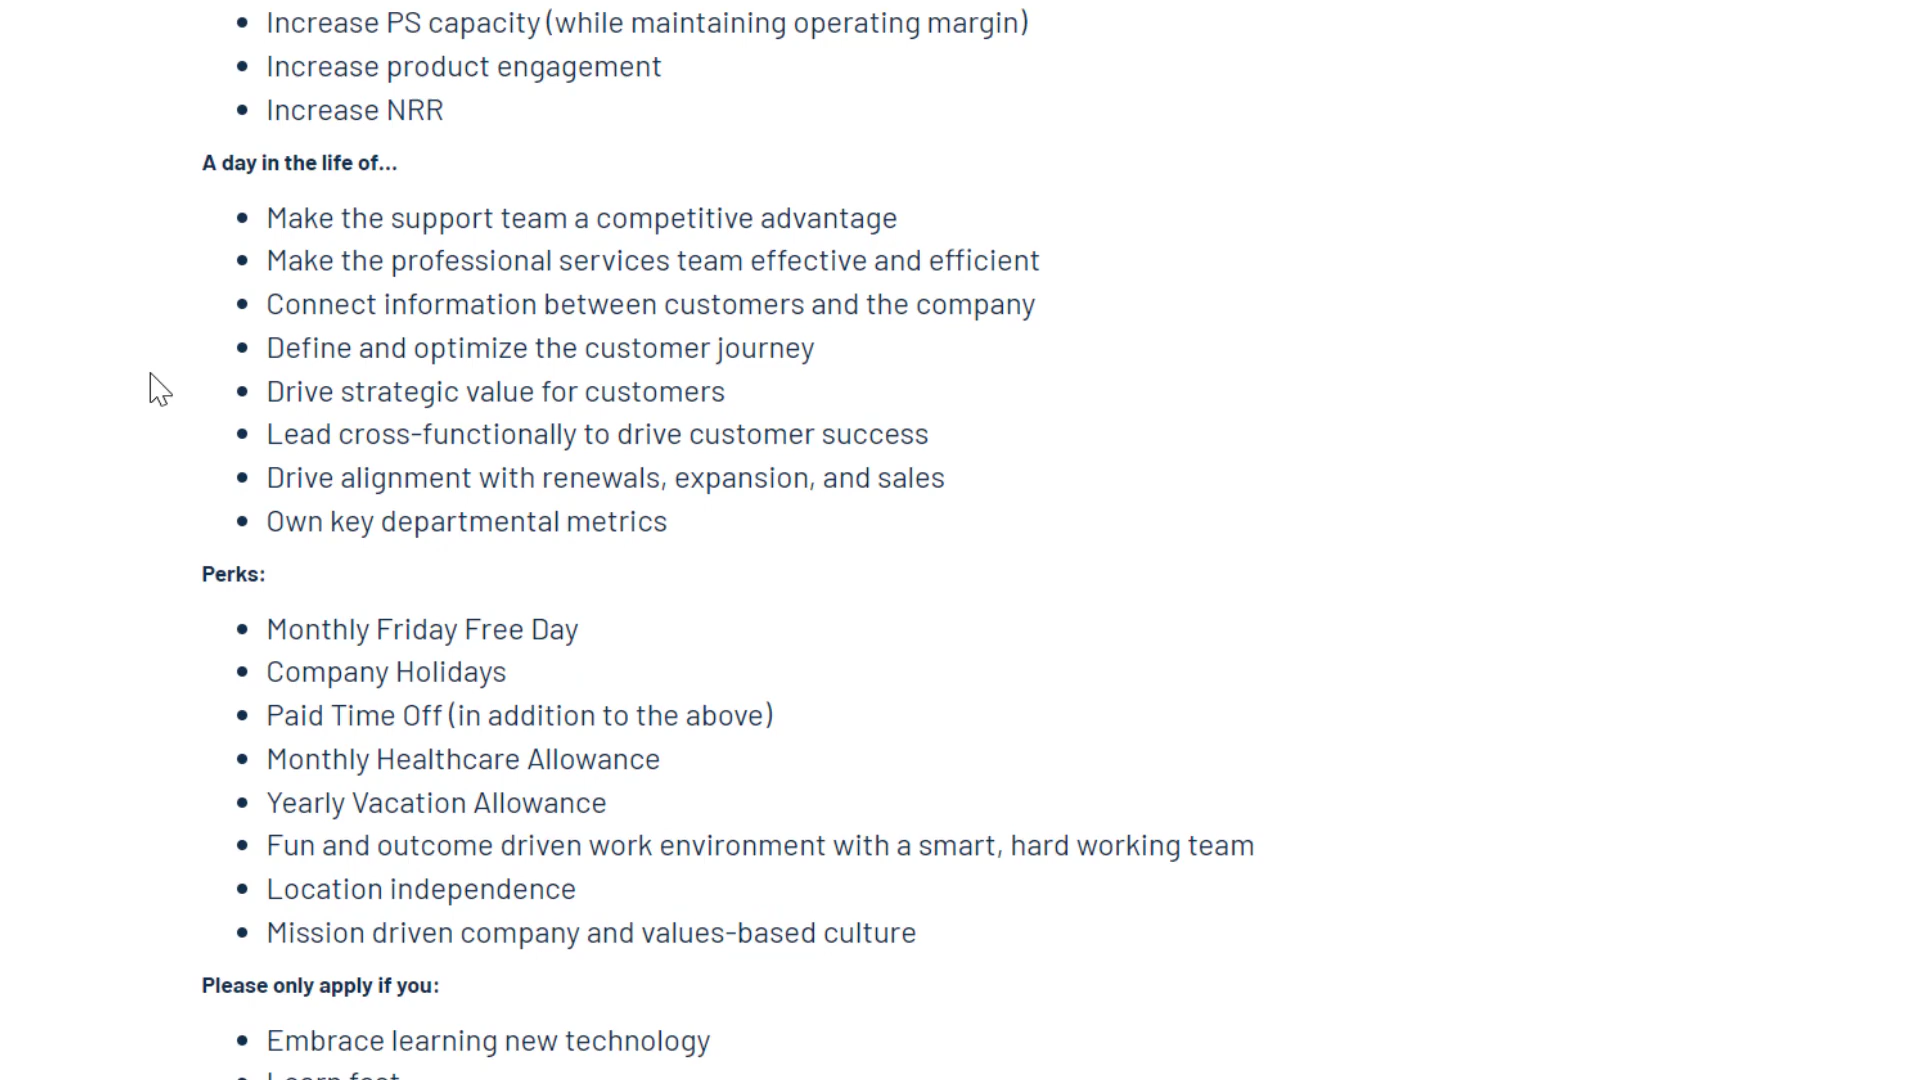 Increase PS capacity (while maintaining operating margin)
Increase product engagement
Increase NRR
A day in the life of...
Make the support team a competitive advantage
Make the professional services team effective and efficient
Connect information between customers and the company
Define and optimize the customer journey
Drive strategic value for customers
Lead cross-functionally to drive customer success
Drive alignment with renewals, expansion, and sales
Own key departmental metrics
Perks:
Monthly Friday Free Day
Company Holidays
Paid Time Off (in addition to the above)
Monthly Healthcare Allowance
Yearly Vacation Allowance
Fun and outcome driven work environment with a smart, hard working team
Location independence
Mission driven company and values-based culture
Please only apply if you:
Embrace learning new technology
Learn fast